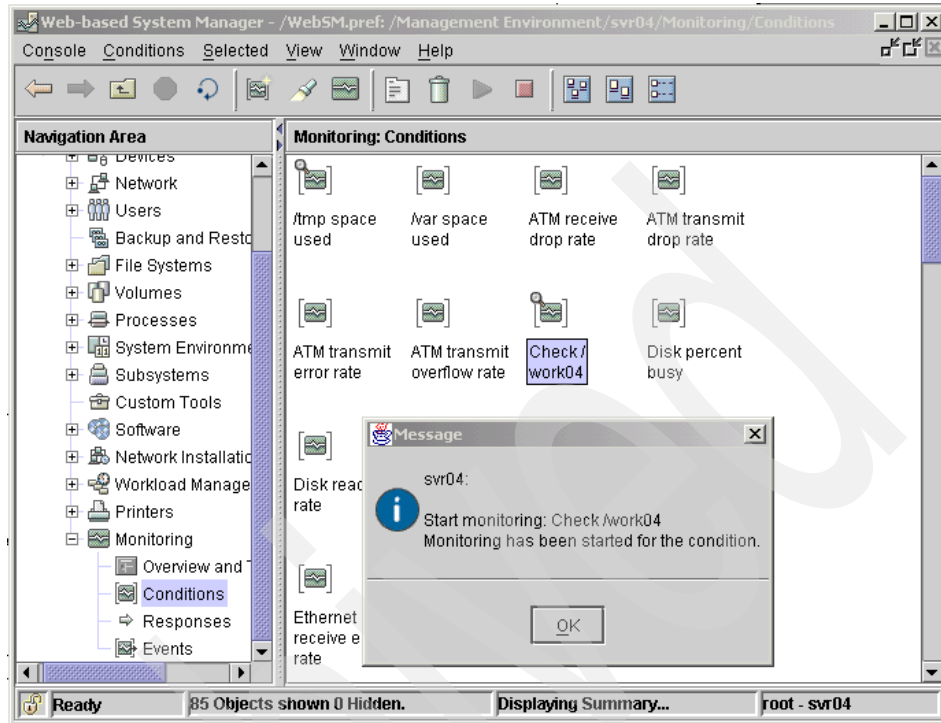 Web-based System Manager - /WebSM.pref: /Management Environment/svr04/Monitoring/Conditions
Console Conditions Selected View Window Help
Navigation Area
Monitoring: Conditions
Devices
Network
Users
Backup and Resto
File Systems
Volumes
Processes
System Environme
Subsystems
Custom Tools
Software
Network Installatio
Workload Manage
Printers
Monitoring
Overview and T
Conditions
Responses
Events
/tmp space
used
/var space
used
ATM receive
drop rate
ATM transmit
drop rate
ATM transmit
error rate
ATM transmit
overflow rate
Check /
work04
Disk percent
busy
Disk read
rate
Ethernet
receive e
rate
Message
svr04:
Start monitoring: Check /work04
Monitoring has been started for the condition.
OK
Ready
85 Objects shown 0 Hidden.
Displaying Summary...
root - svr04